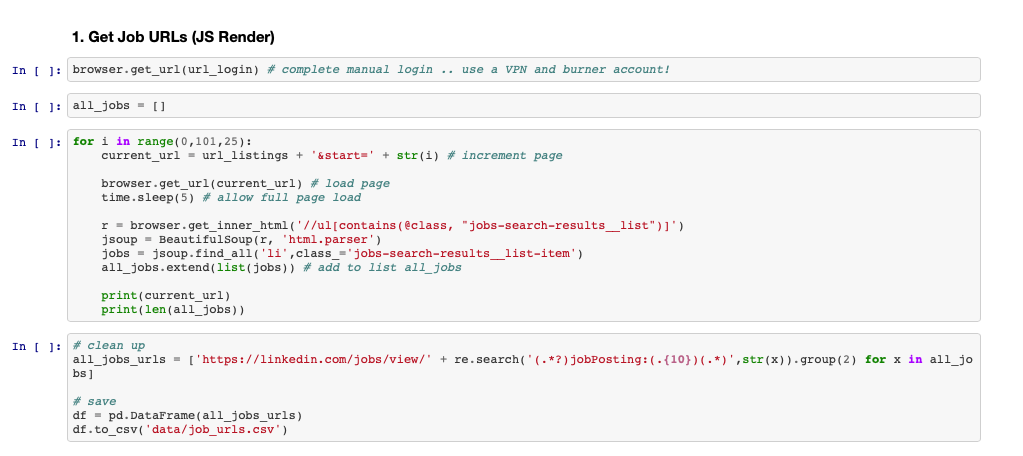 1. Get Job URLs (JS Render)
In [ ]: browser.get_url(url_login) # complete manual login .. use a VPN and burner account!
In [ ]: all_jobs = []
In [ ]: for i in range(0,101,25):
    current_url = url_listings + '&start=' + str(i) # increment page
    browser.get_url(current_url) # load page
    time.sleep(5) # allow full page load
    r = browser.get_inner_html('//ul[contains(@class, "jobs-search-results__list")]')
    jsoup = BeautifulSoup(r, 'html.parser')
    jobs = jsoup.find_all('li',class_='jobs-search-results__list-item')
    all_jobs.extend(list(jobs)) # add to list all_jobs
    print(current_url)
    print(len(all_jobs))
In [ ]: # clean up
all_jobs_urls = ['https://linkedin.com/jobs/view/' + re.search('(.*?)jobPosting:(.{10})(.*)',str(x)).group(2) for x in all_jo
bs]
# save
df = pd.DataFrame(all_jobs_urls)
df.to_csv('data/job_urls.csv')